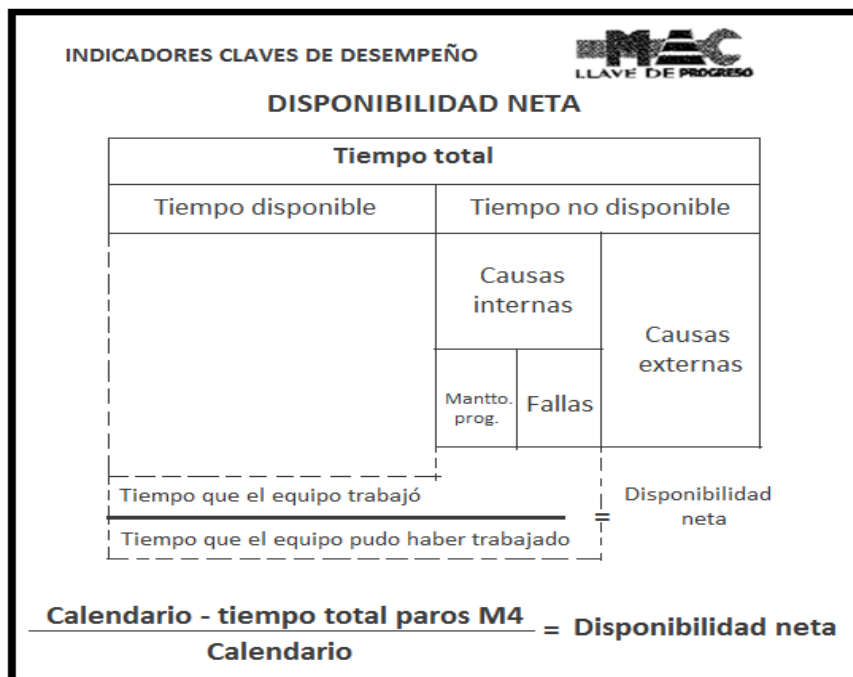 INDICADORES CLAVES DE DESEMPEÑO
MAC
LLAVE DE PROGRESO
DISPONIBILIDAD NETA
Tiempo total
Tiempo disponible
Tiempo no disponible
Causas
internas
Causas
externas
Mantto.
prog.
Fallas
Tiempo que el equipo trabajó
Tiempo que el equipo pudo haber trabajado
=
Disponibilidad
neta
Calendario - tiempo total paros M4
Calendario
= Disponibilidad neta